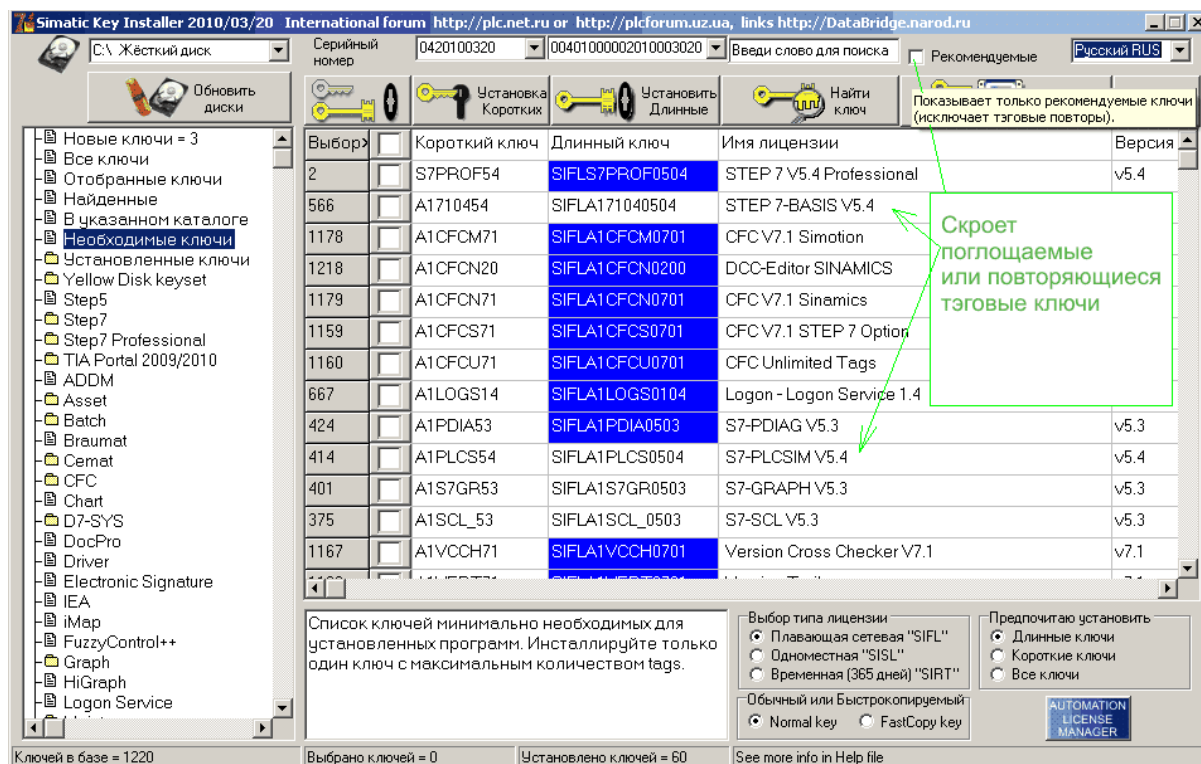 Simatic Key Installer 2010/03/20 International forum http://plc.net.ru or http://plcforum.uz.ua, links http://DataBridge.narod.ru
C:\ Жёсткий диск
Серийный номер
0420100320
00401000002010003020
Введи слово для поиска
Рекомендуемые
Русский RUS
Обновить диски
Установка Коротких
Установить Длинные
Найти ключ
Показывает только рекомендуемые ключи
(исключает тэговые повторы).
Новые ключи = 3
Все ключи
Отобранные ключи
Найденные
В указанном каталоге
Необходимые ключи
Установленные ключи
Yellow Disk keyset
Step5
Step7
Step7 Professional
TIA Portal 2009/2010
ADDM
Asset
Batch
Braumat
Cemat
CFC
Chart
D7-SYS
DocPro
Driver
Electronic Signature
IEA
iMap
FuzzyControl++
Graph
HiGraph
Logon Service
Выбор> Короткий ключ Длинный ключ Имя лицензии Версия
2 S7PROF54 SIFLS7PROF0504 STEP 7 V5.4 Professional v5.4
566 A1710454 SIFLA171040504 STEP 7-BASIS V5.4
1178 A1CFCM71 SIFLA1CFCM0701 CFC V7.1 Simotion
1218 A1CFCN20 SIFLA1CFCN0200 DCC-Editor SINAMICS
1179 A1CFCN71 SIFLA1CFCN0701 CFC V7.1 Sinamics
1159 A1CFCS71 SIFLA1CFCS0701 CFC V7.1 STEP 7 Option
1160 A1CFCU71 SIFLA1CFCU0701 CFC Unlimited Tags
667 A1LOGS14 SIFLA1LOGS0104 Logon - Logon Service 1.4
424 A1PDIA53 SIFLA1PDIA0503 S7-PDIAG V5.3 v5.3
414 A1PLCS54 SIFLA1PLCS0504 S7-PLCSIM V5.4 v5.4
401 A1S7GR53 SIFLA1S7GR0503 S7-GRAPH V5.3 v5.3
375 A1SCL_53 SIFLA1SCL_0503 S7-SCL V5.3 v5.3
1167 A1VCCH71 SIFLA1VCCH0701 Version Cross Checker V7.1 v7.1
Скроет
поглощаемые
или повторяющиеся
тэговые ключи
Список ключей минимально необходимых для
установленных программ. Инсталлируйте только
один ключ с максимальным количеством tags.
Выбор типа лицензии
Плавающая сетевая "SIFL"
Одноместная "SISL"
Временная (365 дней) "SIRT"
Обычный или Быстрокопируемый
Normal key FastCopy key
Предпочитаю установить
Длинные ключи
Короткие ключи
Все ключи
AUTOMATION
LICENSE
MANAGER
Ключей в базе = 1220
Выбрано ключей = 0
Установлено ключей = 60
See more info in Help file